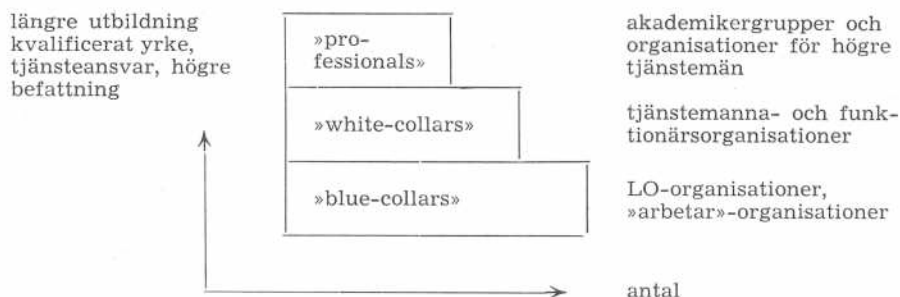 längre utbildning
kvalificerat yrke,
tjänsteansvar, högre
befattning
»pro-
fessionals»
akademikergrupper och
organisationer för högre
tjänstemän
»white-collars»
tjänstemanna- och funk-
tionärsorganisationer
»blue-collars»
LO-organisationer,
»arbetar»-organisationer
antal